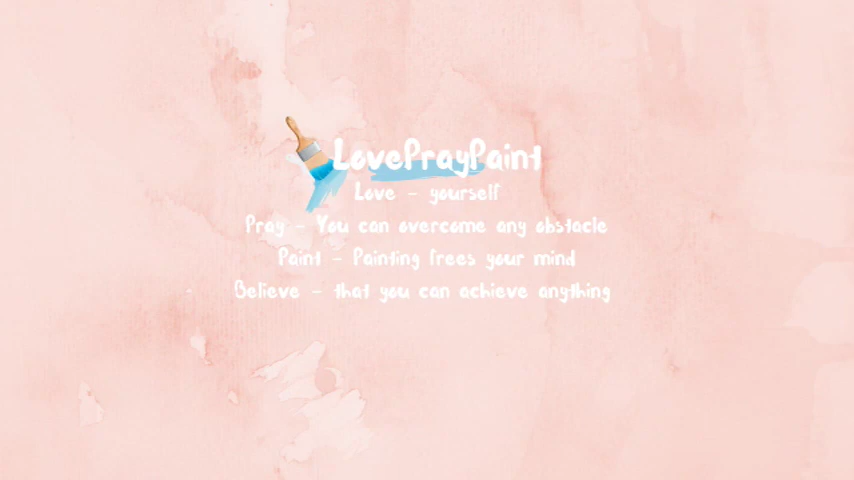 LovePrayPaint
Love - yourself
Pray - You can overcome any obstacle
Paint - Painting frees your mind
Believe - that you can achieve anything